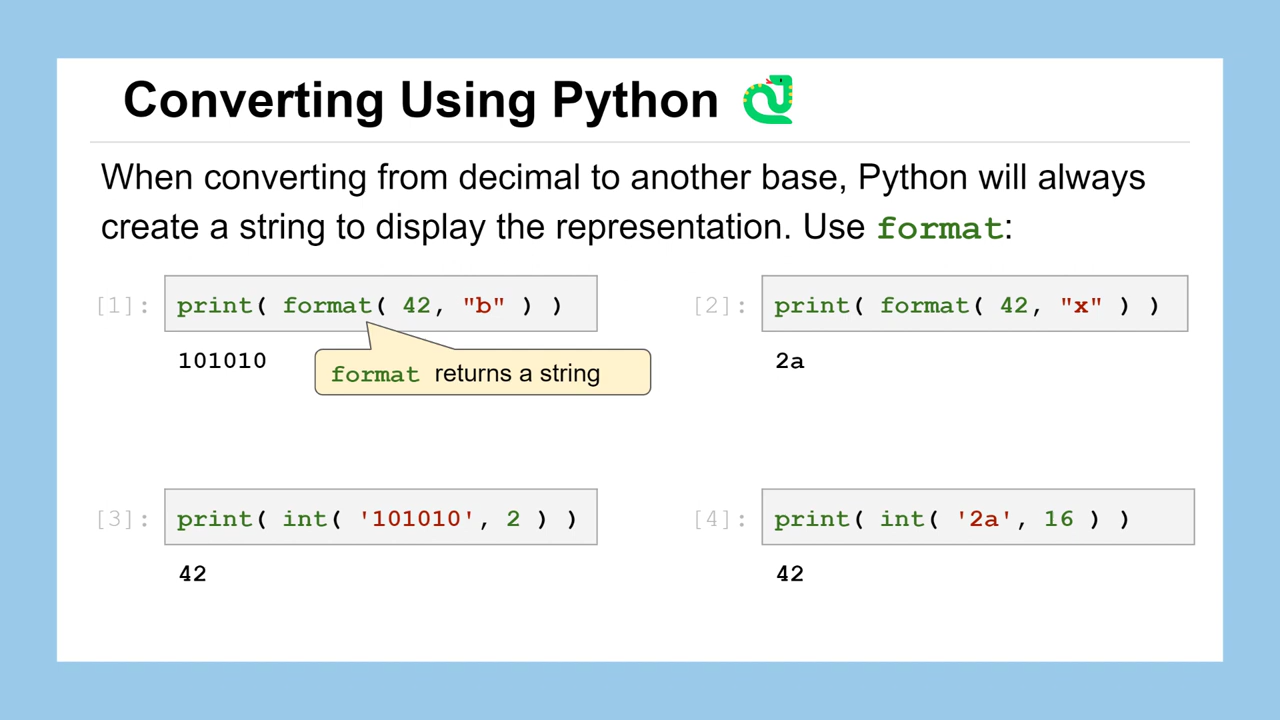 Converting Using Python
When converting from decimal to another base, Python will always
create a string to display the representation. Use format:
[1]: print( format( 42, "b" ) )
101010
format returns a string
[2]: print( format( 42, "x" ) )
2a
[3]: print( int( '101010', 2 ) )
42
[4]: print( int( '2a', 16 ) )
42